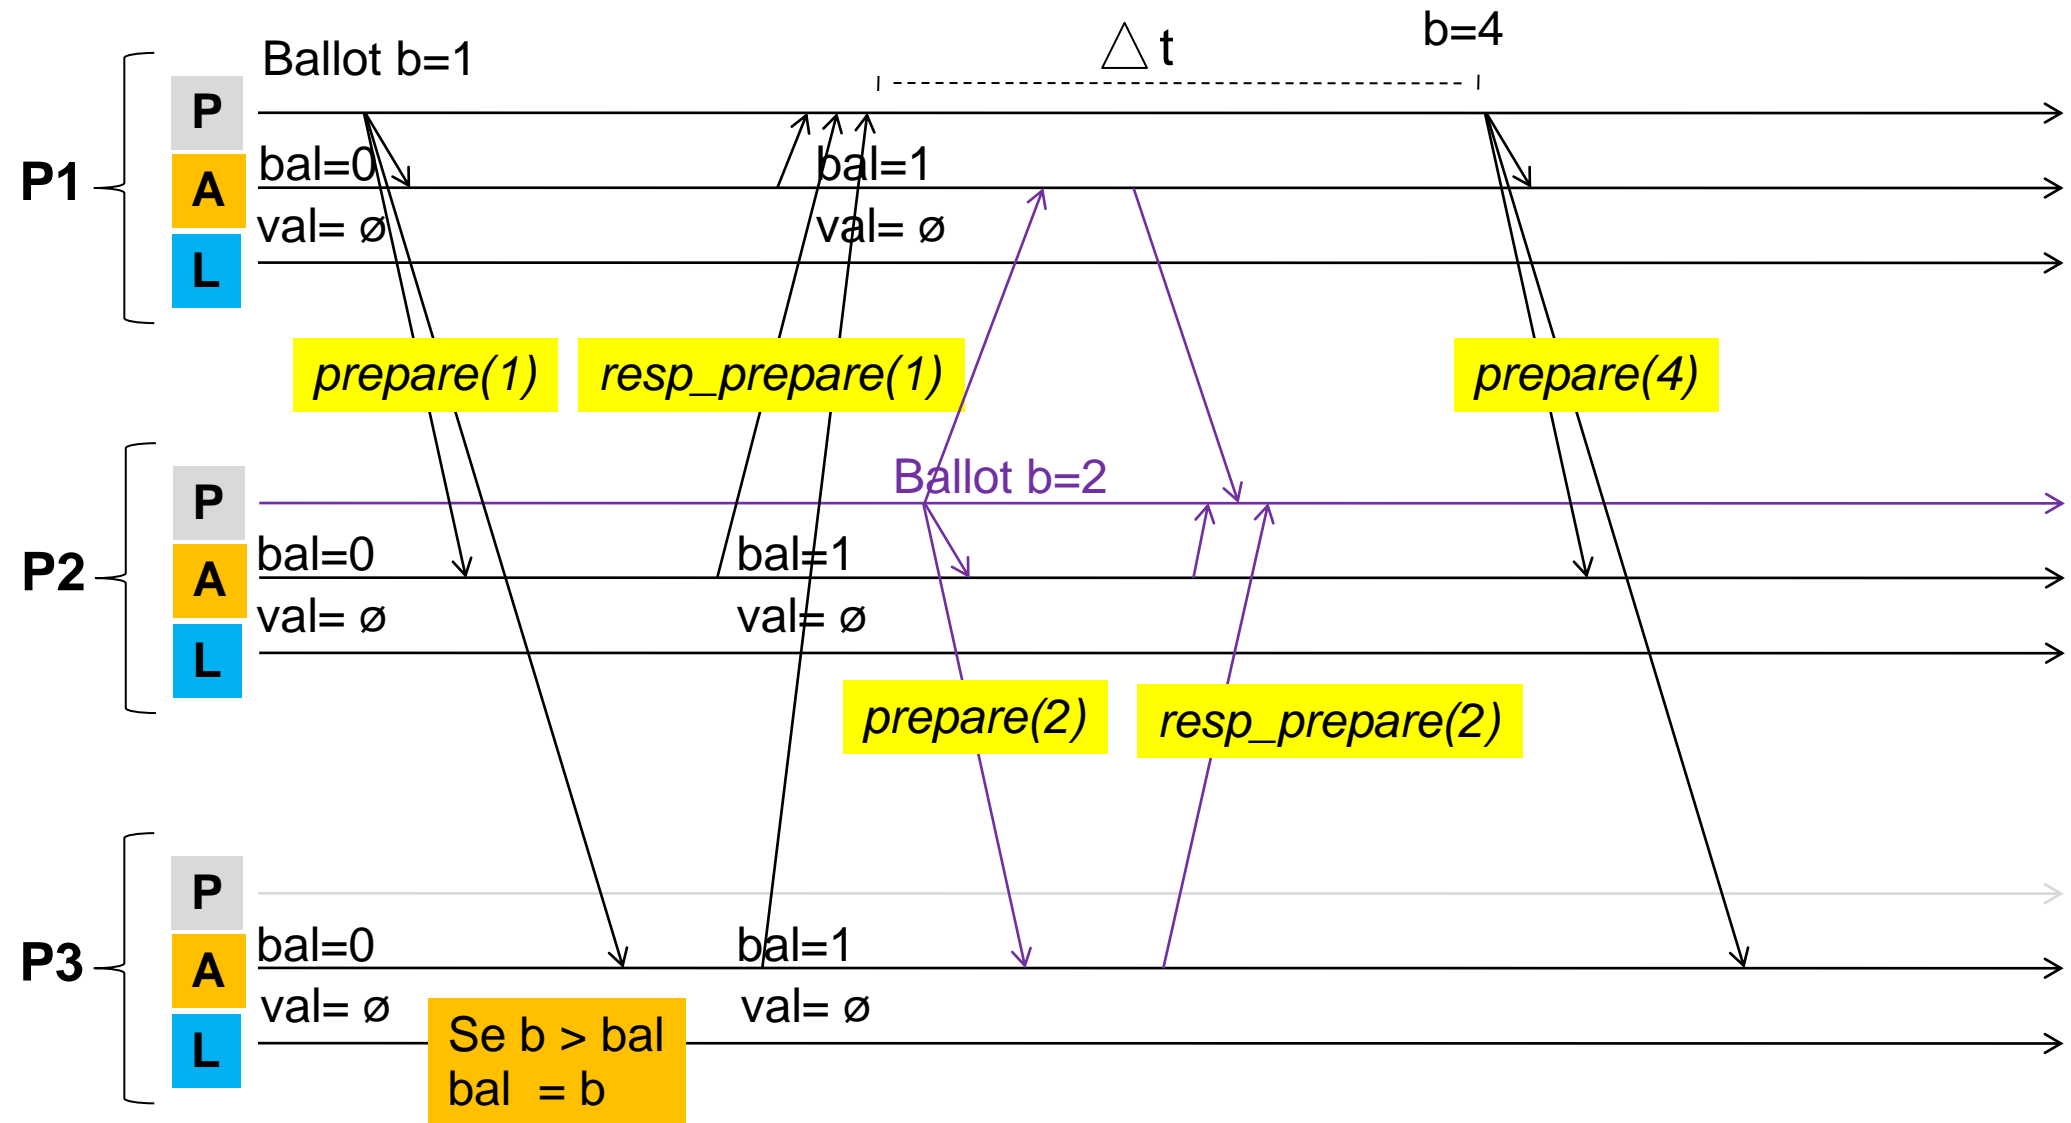 b=4
△ t
Ballot b=1
P
bal=0
bal=1
P1
A
val= ø
val= ø
L
prepare(1)
resp_prepare(1)
prepare(4)
Ballot b=2
P
bal=0
bal=1
P2
A
val= ø
val= ø
L
prepare(2)
resp_prepare(2)
P
bal=0
bal=1
P3
A
val= ø
val= ø
L
Se b > bal
bal = b